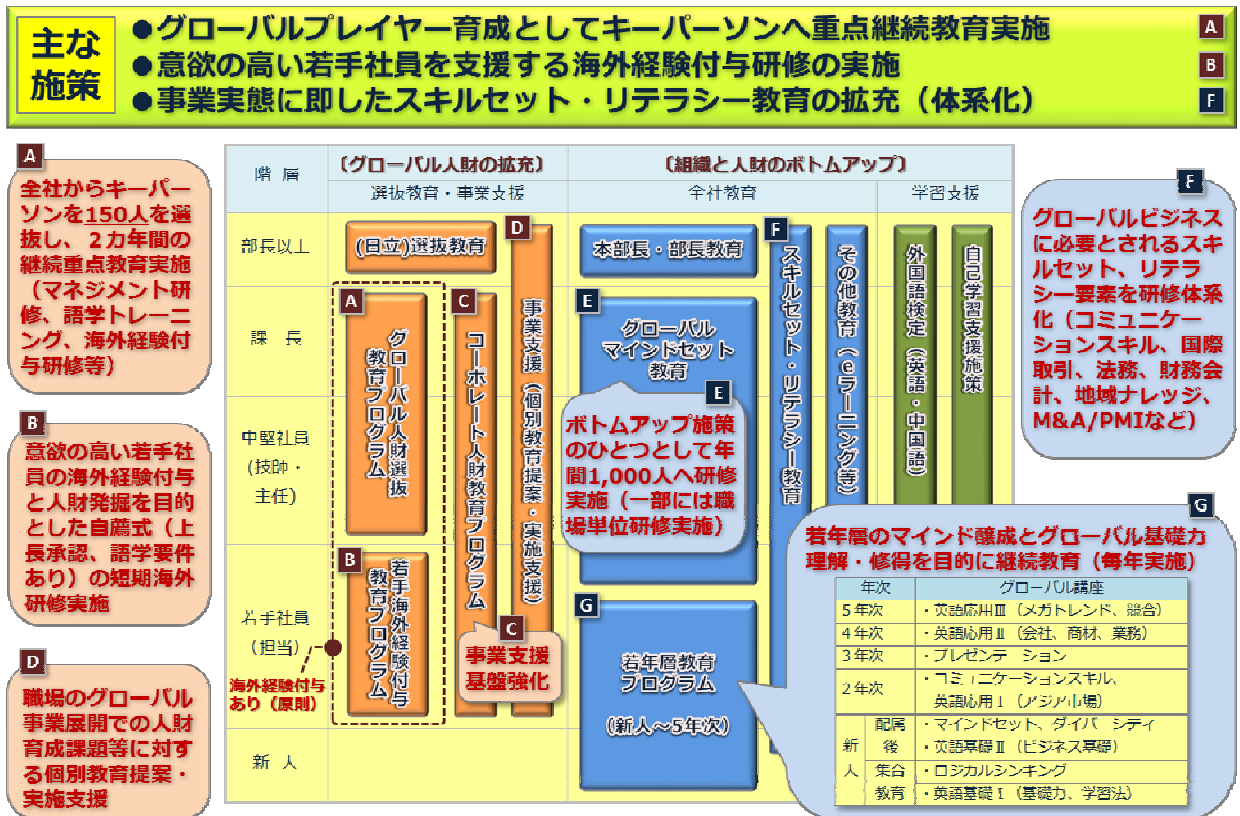 主な
施策
●グローバルプレイヤー育成としてキーパーソンへ重点継続教育実施
A
●意欲の高い若手社員を支援する海外経験付与研修の実施
B
●事業実態に即したスキルセット・リテラシー教育の拡充（体系化）
F
A
全社からキーパー
ソンを150人を選
抜し、２カ年間の
継続重点教育実施
（マネジメント研
修、語学トレーニ
ング、海外経験付
与研修等）
B
意欲の高い若手社
員の海外経験付与
と人財発掘を目的
とした自薦式（上
長承認、語学要件
あり）の短期海外
研修実施
D
職場のグローバル
事業展開での人財
育成課題等に対す
る個別教育提案・
実施支援
階 層
〔グローバル人財の拡充〕
〔組織と人財のボトムアップ〕
選抜教育・事業支援
全社教育
学習支援
部長以上
課 長
中堅社員
（技師・
主任）
若手社員
（担当）
新 人
(日立)選抜教育
A
グローバル人財選抜
教育プログラム
B
若手海外経験付与
教育プログラム
海外経験付与
あり（原則）
C
コーポレート人財教育プログラム
C
事業支援
基盤強化
D
事業支援（個別教育提案・実施支援）
本部長・部長教育
E
グローバル
マインドセット
教育
E
ボトムアップ施策
のひとつとして年
間1,000人へ研修
実施（一部には職
場単位研修実施）
G
若年層教育
プログラム
（新人～5年次）
F
スキルセット・リテラシー教育
その他教育（eラーニング等）
外国語検定（英語・中国語）
自己学習支援施策
F
グローバルビジネス
に必要とされるスキ
ルセット、リテラ
シー要素を研修体系
化（コミュニケー
ションスキル、国際
取引、法務、財務会
計、地域ナレッジ、
M&A/PMIなど）
G
若年層のマインド醸成とグローバル基礎力
理解・修得を目的に継続教育（毎年実施）
年次 グローバル講座
5年次 ・英語応用Ⅲ（メガトレンド、競合）
4年次 ・英語応用Ⅱ（会社、商材、業務）
3年次 ・プレゼンテーション
2年次 ・コミュニケーションスキル、
英語応用Ⅰ（アジア市場）
新人 配属後 ・マインドセット、ダイバーシティ
・英語基礎Ⅱ（ビジネス基礎）
集合教育 ・ロジカルシンキング
・英語基礎Ⅰ（基礎力、学習法）